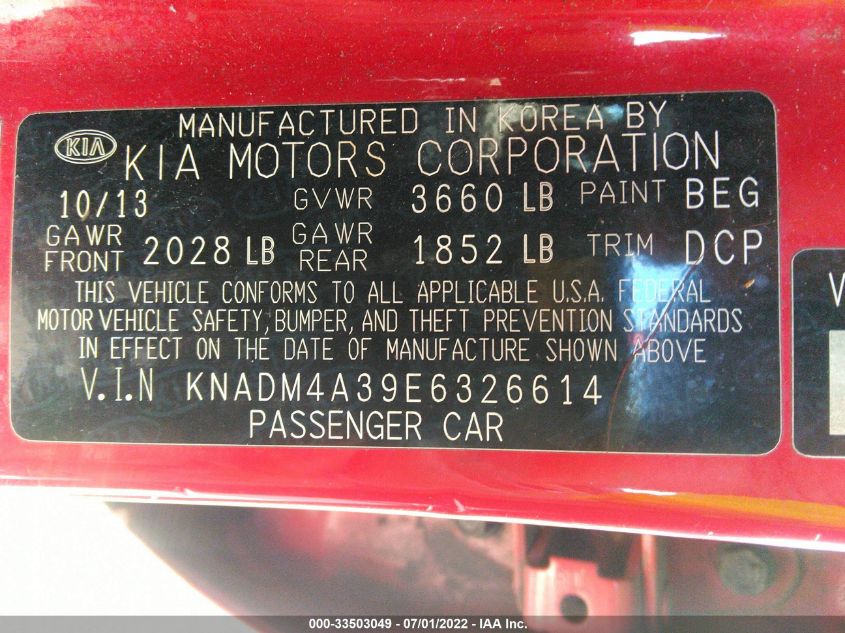 MANUFACTURED IN KOREA BY
KIA KIA MOTORS CORPORATION
10/13 GVWR 3660 LB PAINT BEG
GAWR FRONT 2028 LB GAWR REAR 1852 LB TRIM DCP
THIS VEHICLE CONFORMS TO ALL APPLICABLE U.S.A. FEDERAL
MOTOR VEHICLE SAFETY, BUMPER, AND THEFT PREVENTION STANDARDS
IN EFFECT ON THE DATE OF MANUFACTURE SHOWN ABOVE
V.I.N KNADM4A39E6326614
PASSENGER CAR
V
000-33503049 - 07/01/2022 - IAA Inc.